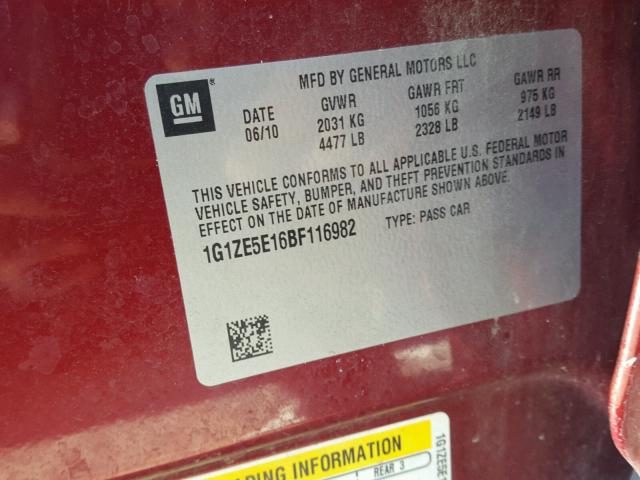 MFD BY GENERAL MOTORS LLC
GM®
DATE GVWR GAWR FRT GAWR RR
06/10 2031 KG 1056 KG 975 KG
4477 LB 2328 LB 2149 LB
THIS VEHICLE CONFORMS TO ALL APPLICABLE U.S. FEDERAL MOTOR
VEHICLE SAFETY, BUMPER, AND THEFT PREVENTION STANDARDS IN
EFFECT ON THE DATE OF MANUFACTURE SHOWN ABOVE.
1G1ZE5E16BF116982 TYPE: PASS CAR
ADING INFORMATION
REAR 3
1G1ZE5E1